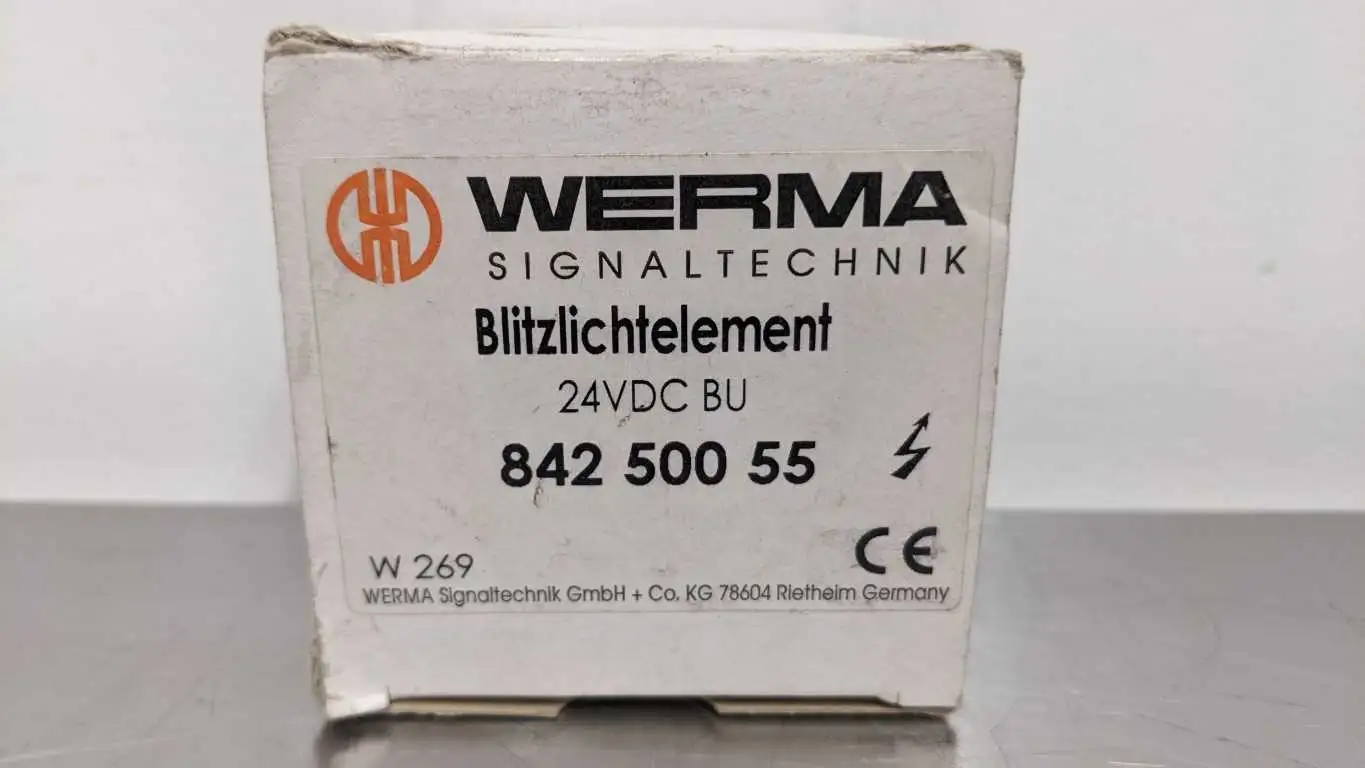 WERMA
SIGNALTECHNIK
Blitzlichtelement
24VDC BU
842 500 55
CE
W 269
WERMA Signaltechnik GmbH + Co. KG 78604 Rietheim Germany